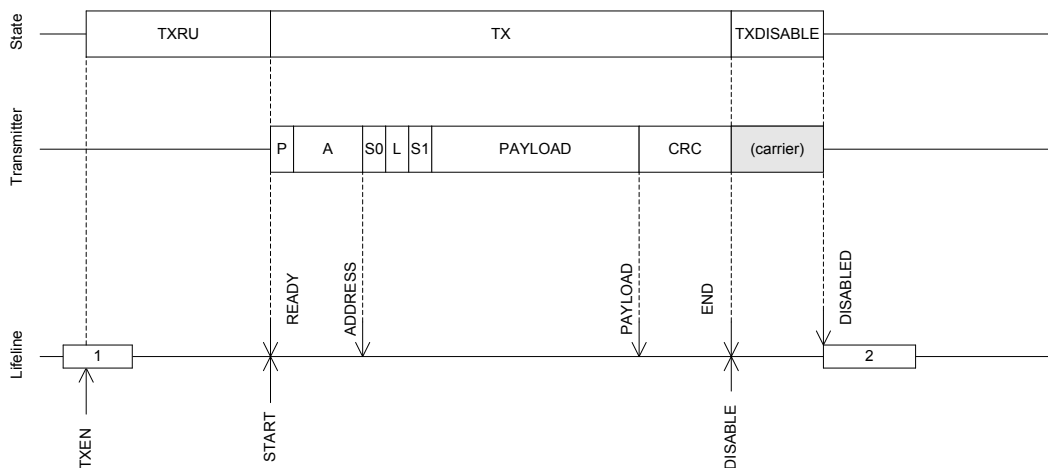 State
TXRU
TX
TXDISABLE
Transmitter
P
A
S0
L
S1
PAYLOAD
CRC
(carrier)
READY
ADDRESS
PAYLOAD
END
DISABLED
Lifeline
1
2
TXEN
START
DISABLE